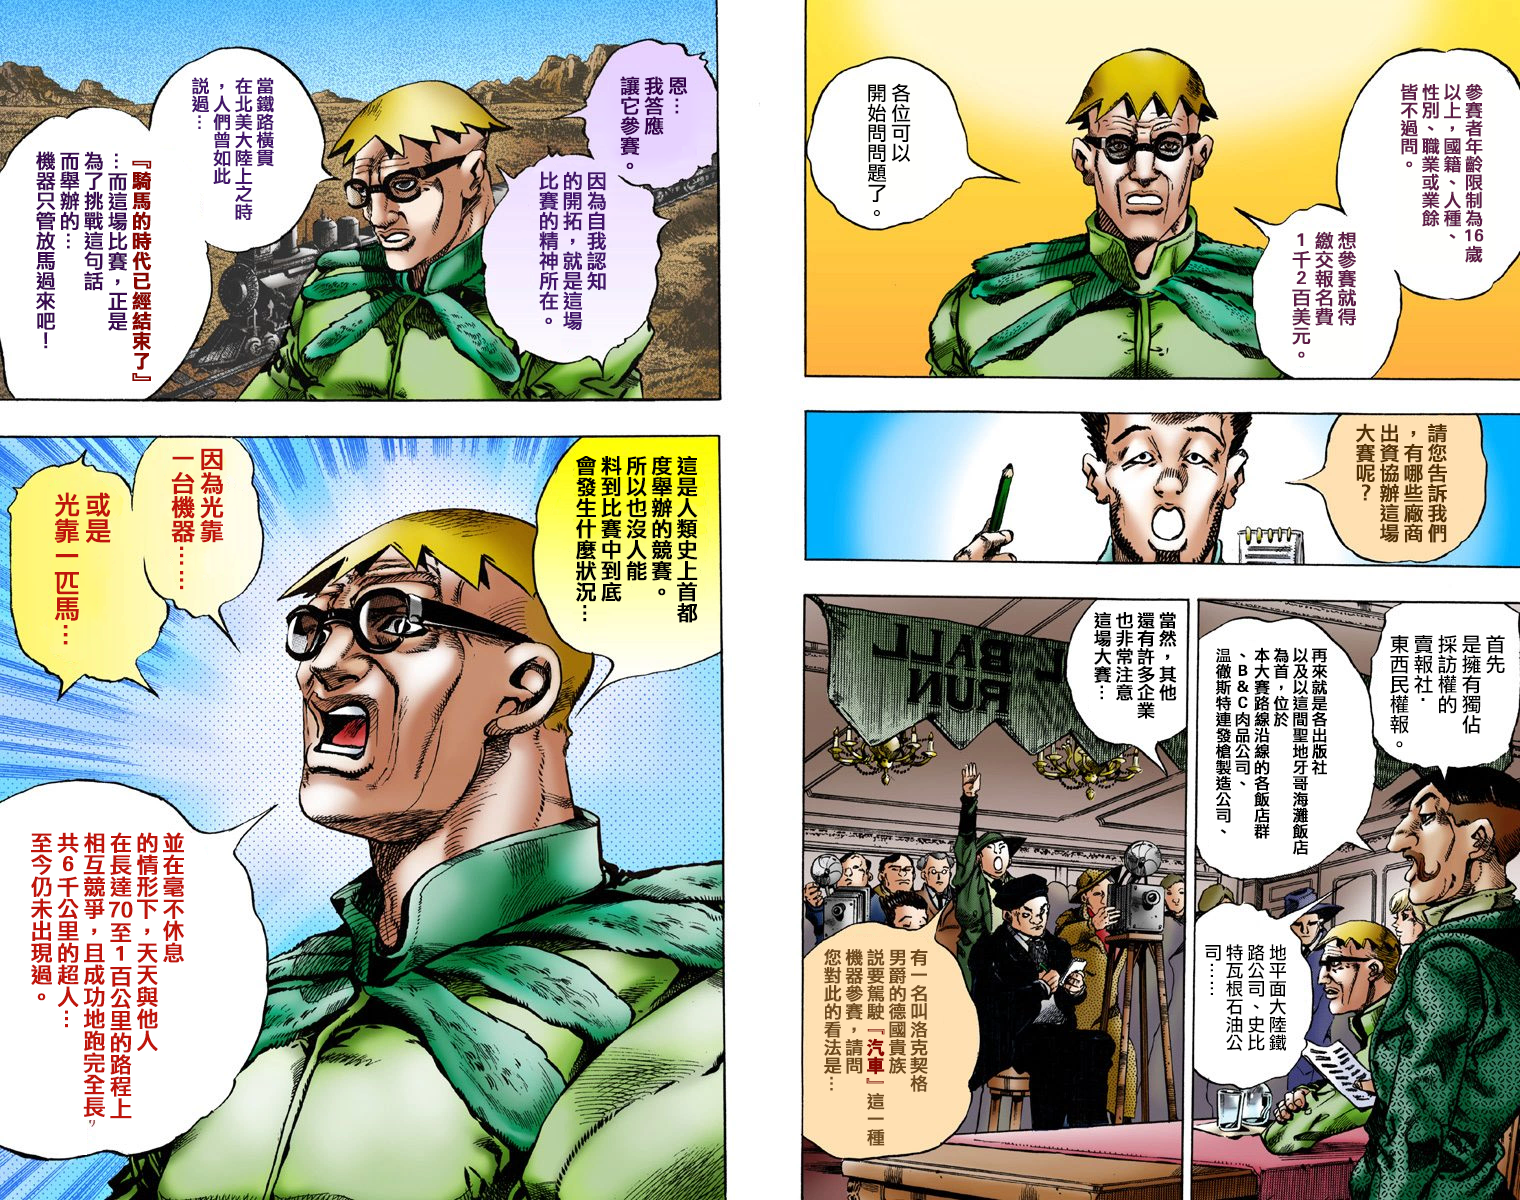 參賽者年齡限制為16歲
以上，國籍、人種、
性別、職業或業餘
皆不過問。
想參賽就得
繳交報名費
1千2百美元。
各位可以
開始問問題了。
請您告訴我們
，有哪些廠商
出資協辦這場
大賽呢？
首先
是擁有獨佔
採訪權的
賣報社．
東西民權報。
再來就是各出版社
以及以這間聖地牙哥海灘飯店
為首，位於
本大賽路線沿線的各飯店群
、B&C肉品公司、
溫徹斯特連發槍製造公司、
地平面大陸鐵
路公司、史比
特瓦根石油公
司……
當然，其他
還有許多企業
也非常注意
這場大賽…
L BALL
RUN
有一名叫洛克契格
男爵的德國貴族
說要駕駛『汽車』這一種
機器參賽，請問
您對此的看法是…
恩…
我答應
讓它參賽。
因為自我認知
的開拓，就是這場
比賽的精神所在。
當鐵路橫貫
在北美大陸上之時
，人們曾如此
說過…
『騎馬的時代已經結束了』
…而這場比賽，正是
為了挑戰這句話
而舉辦的…
機器只管放馬過來吧！
這是人類史上首都
度舉辦的競賽。
所以也沒人能
料到比賽中到底
會發生什麼狀況…
因為光靠
一台機器……
或是
光靠一匹馬…
並在毫不休息
的情形下，天天與他人
在長達70至1百公里的路程上
相互競爭，且成功地跑完全長，
共6千公里的超人…
至今仍未出現過。